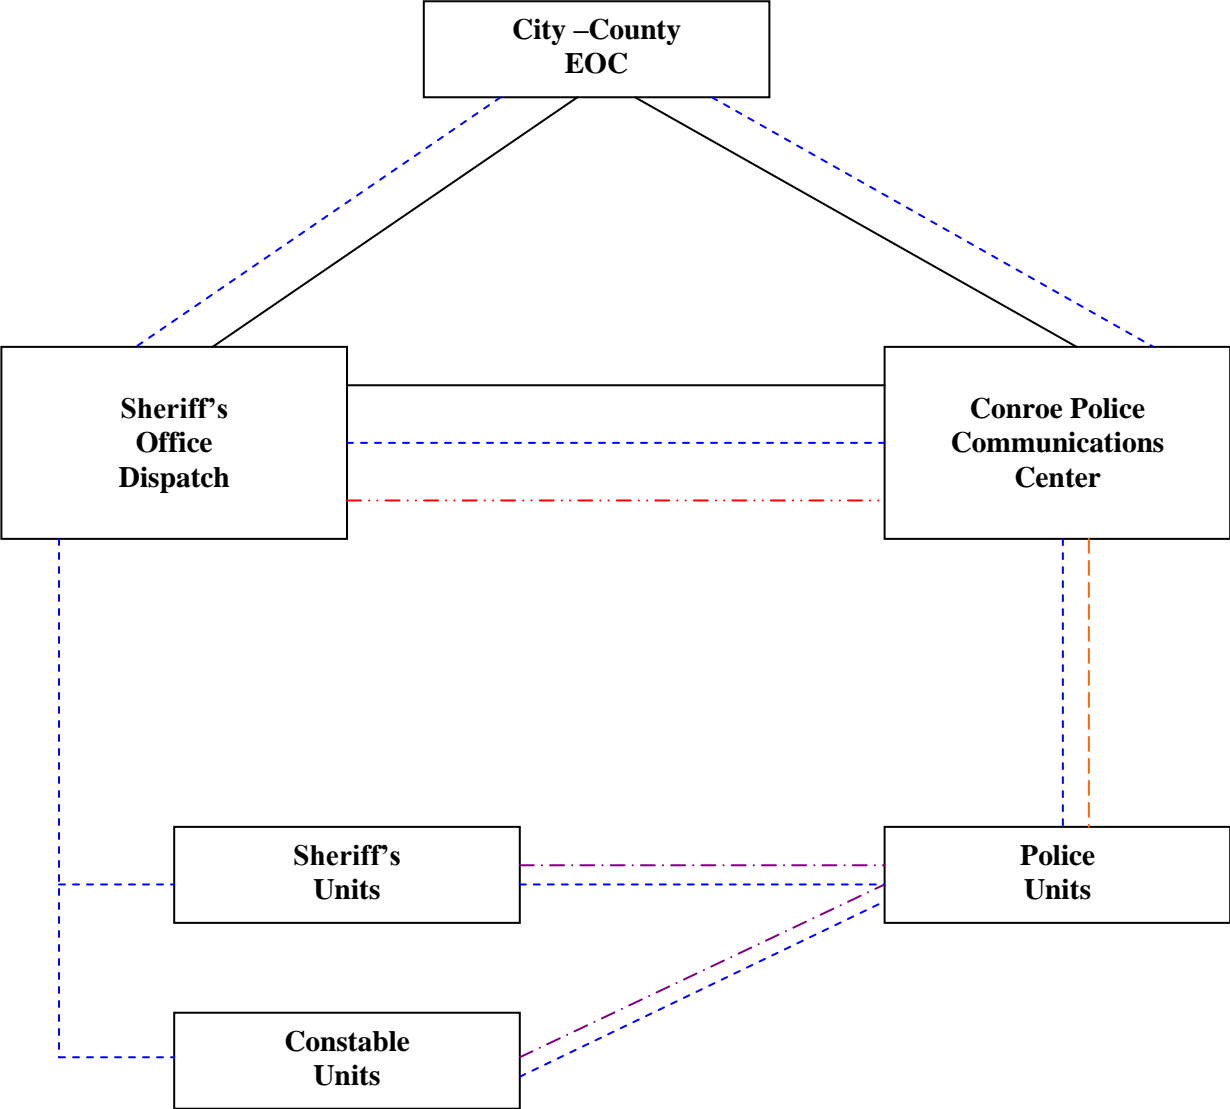 City –County
EOC
Sheriff’s
Office
Dispatch
Conroe Police
Communications
Center
Sheriff’s
Units
Police
Units
Constable
Units